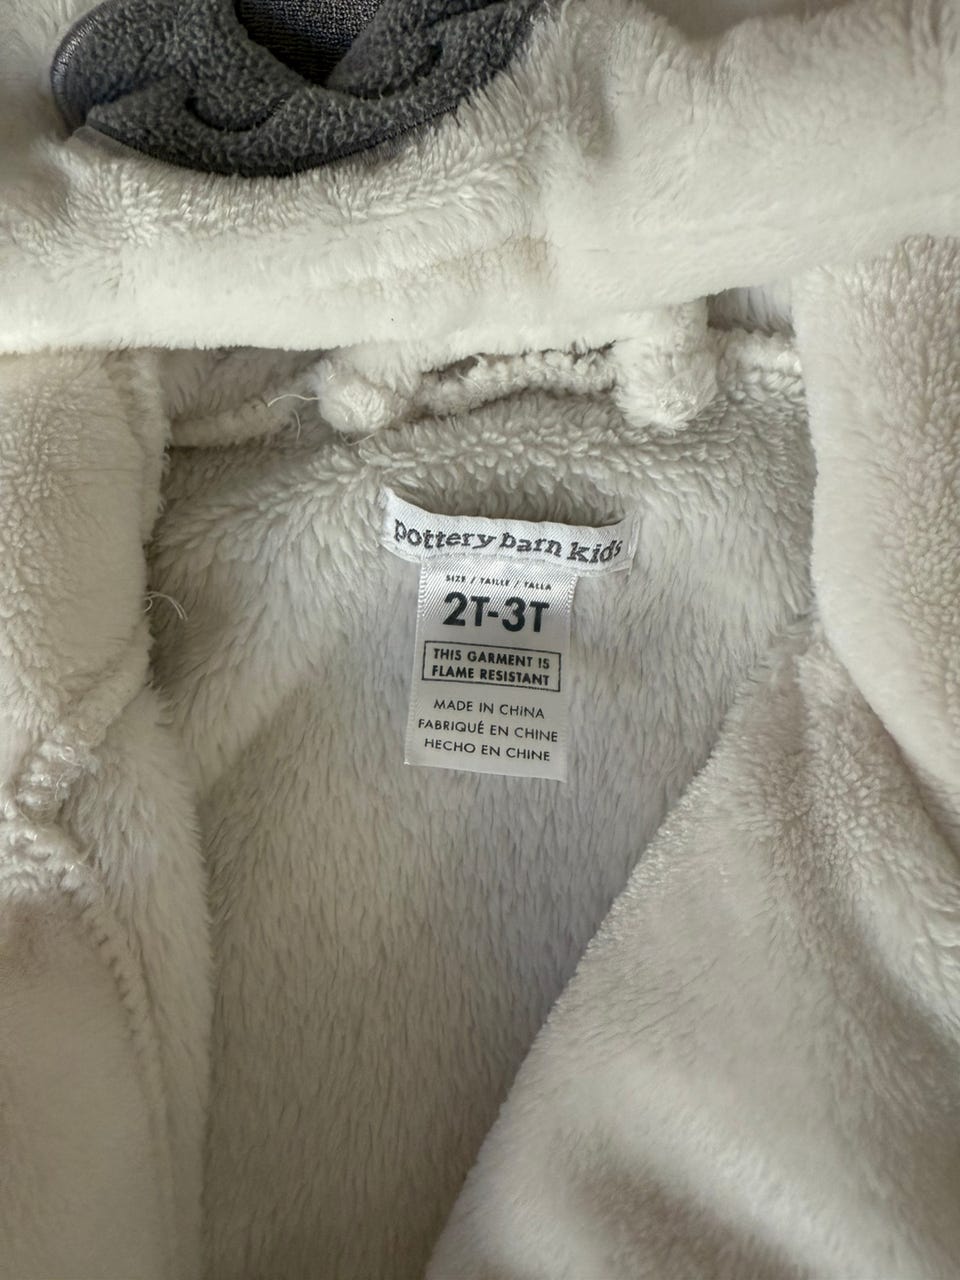 pottery barn kids
SIZE / TAILLE / TALLA
2T-3T
THIS GARMENT IS
FLAME RESISTANT
MADE IN CHINA
FABRIQUÉ EN CHINE
HECHO EN CHINE